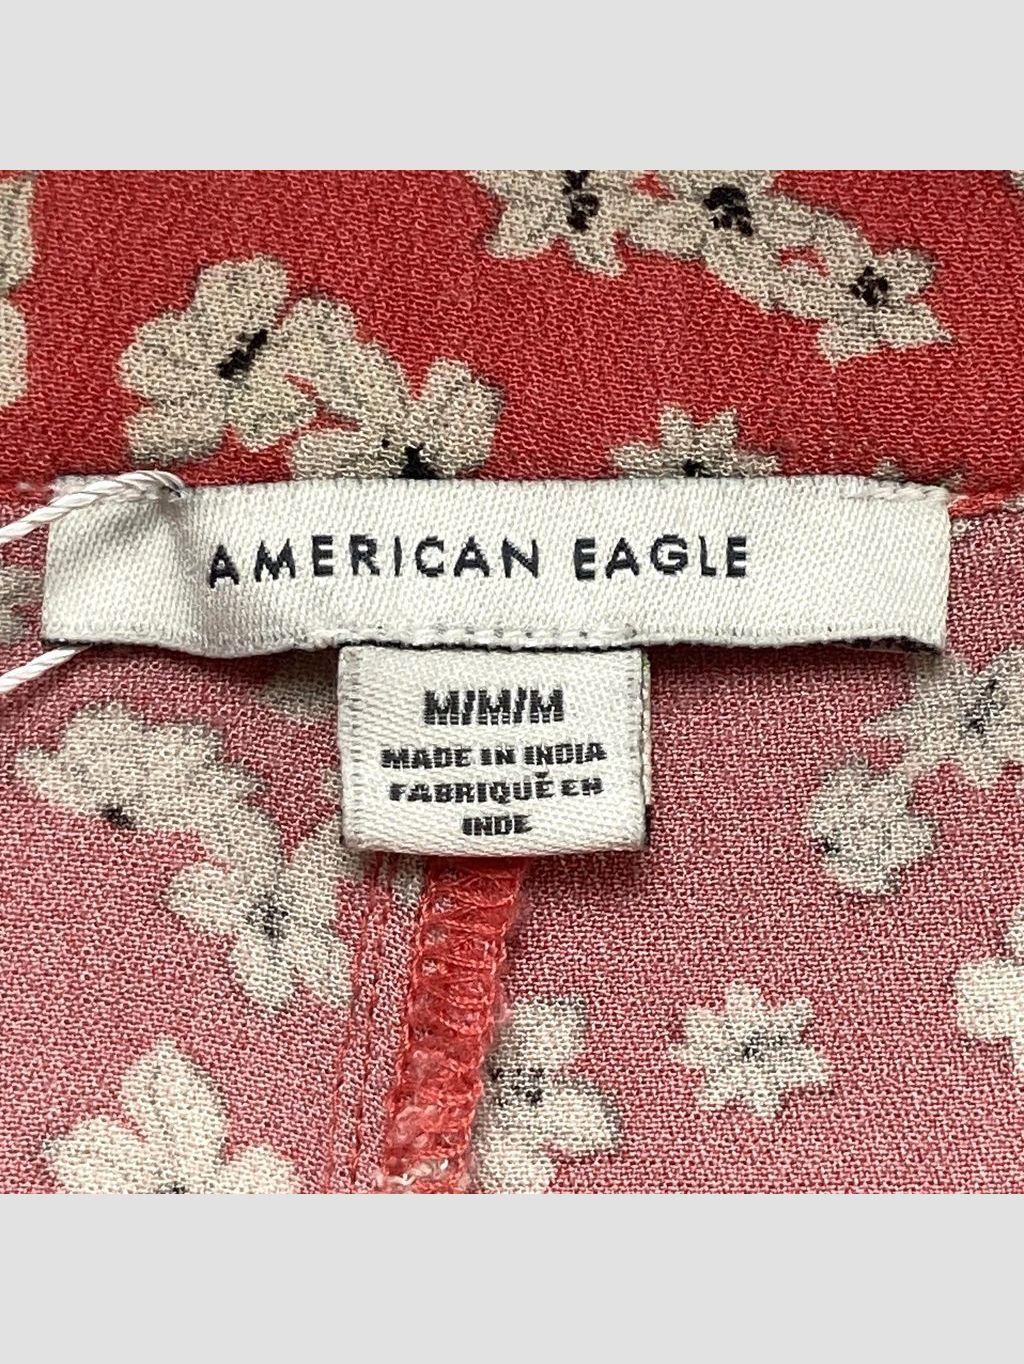 AMERICAN EAGLE
M/M/M
MADE IN INDIA
FABRIQUÉ EN
INDE